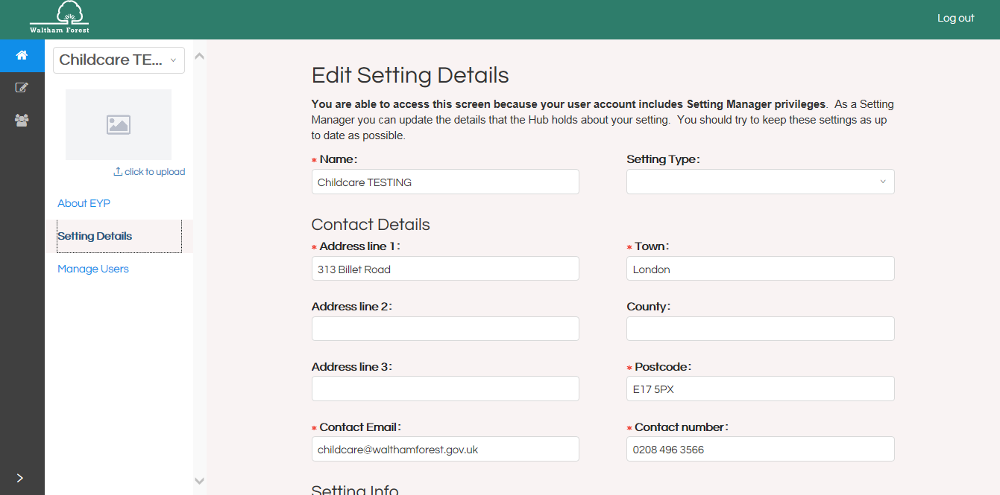 Waltham Forest
Log out
Childcare TE...
click to upload
About EYP
Setting Details
Manage Users
Edit Setting Details
You are able to access this screen because your user account includes Setting Manager privileges.  As a Setting
Manager you can update the details that the Hub holds about your setting.  You should try to keep these settings as up
to date as possible.
* Name:
Setting Type:
Childcare TESTING
Contact Details
* Address line 1:
* Town:
313 Billet Road
London
Address line 2:
County:
Address line 3:
* Postcode:
E17 5PX
* Contact Email:
* Contact number:
childcare@walthamforest.gov.uk
0208 496 3566
Setting Info